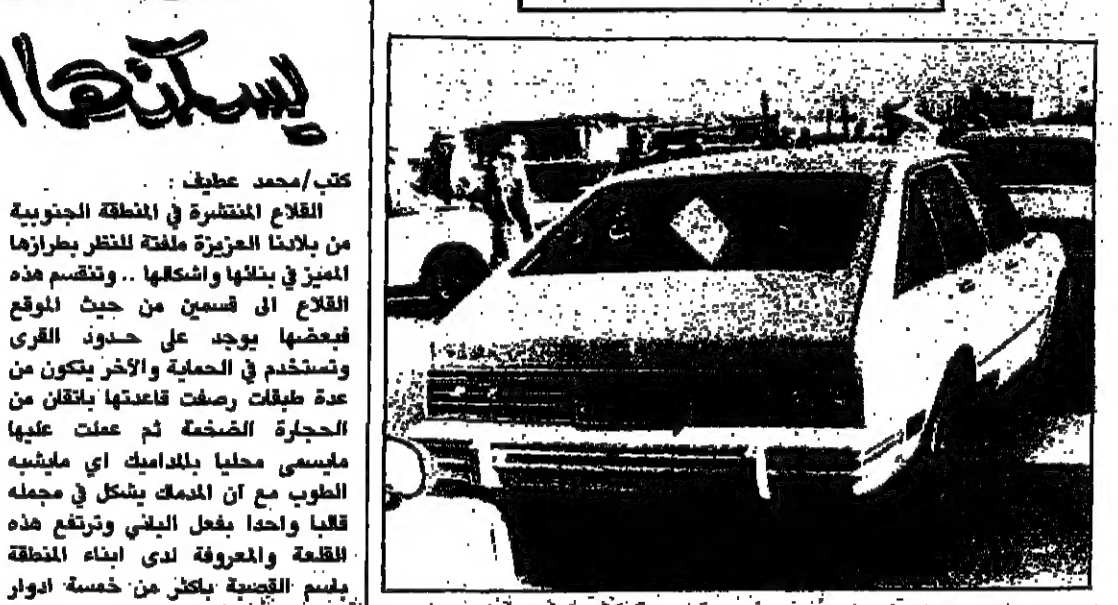 يسكنها
كتب/محمد عطيف :
القلاع المنتشرة في المنطقة الجنوبية
من بلادنا العزيزة ملفتة للنظر بطرازها
المميز في بنائها واشكالها .. وتنقسم هذه
القلاع الى قسمين من حيث الموقع
فبعضها يوجد على حدود القرى
وتستخدم في الحماية والآخر يتكون من
عدة طبقات رصفت قاعدتها باتقان من
الحجارة الضخمة ثم عملت عليها
مايسمى محليا بالمداميك اي مايشبه
الطوب مع ان المدماك يشكل في مجمله
قالبا واحدا بفعل الباني وترتفع هذه
القلعة والمعروفة لدى ابناء المنطقة
باسم القصبة باكثر من خمسة ادوار